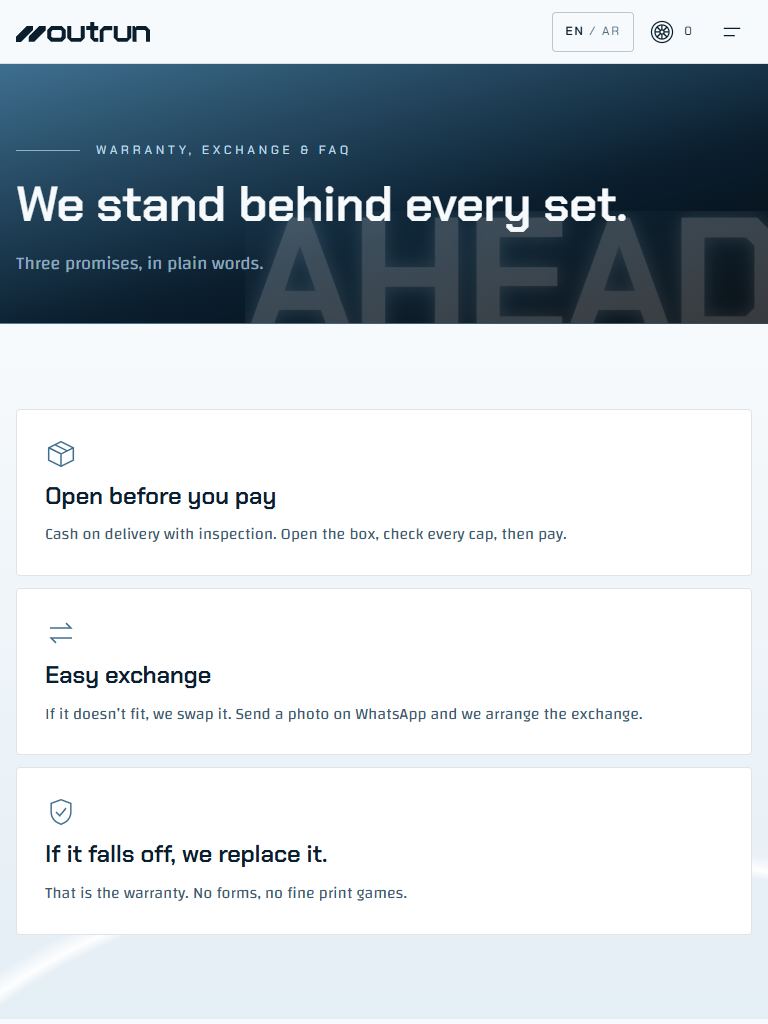 outrun
EN / AR
0
WARRANTY, EXCHANGE & FAQ
We stand behind every set.
AHEAD
Three promises, in plain words.
Open before you pay
Cash on delivery with inspection. Open the box, check every cap, then pay.
Easy exchange
If it doesn't fit, we swap it. Send a photo on WhatsApp and we arrange the exchange.
If it falls off, we replace it.
That is the warranty. No forms, no fine print games.